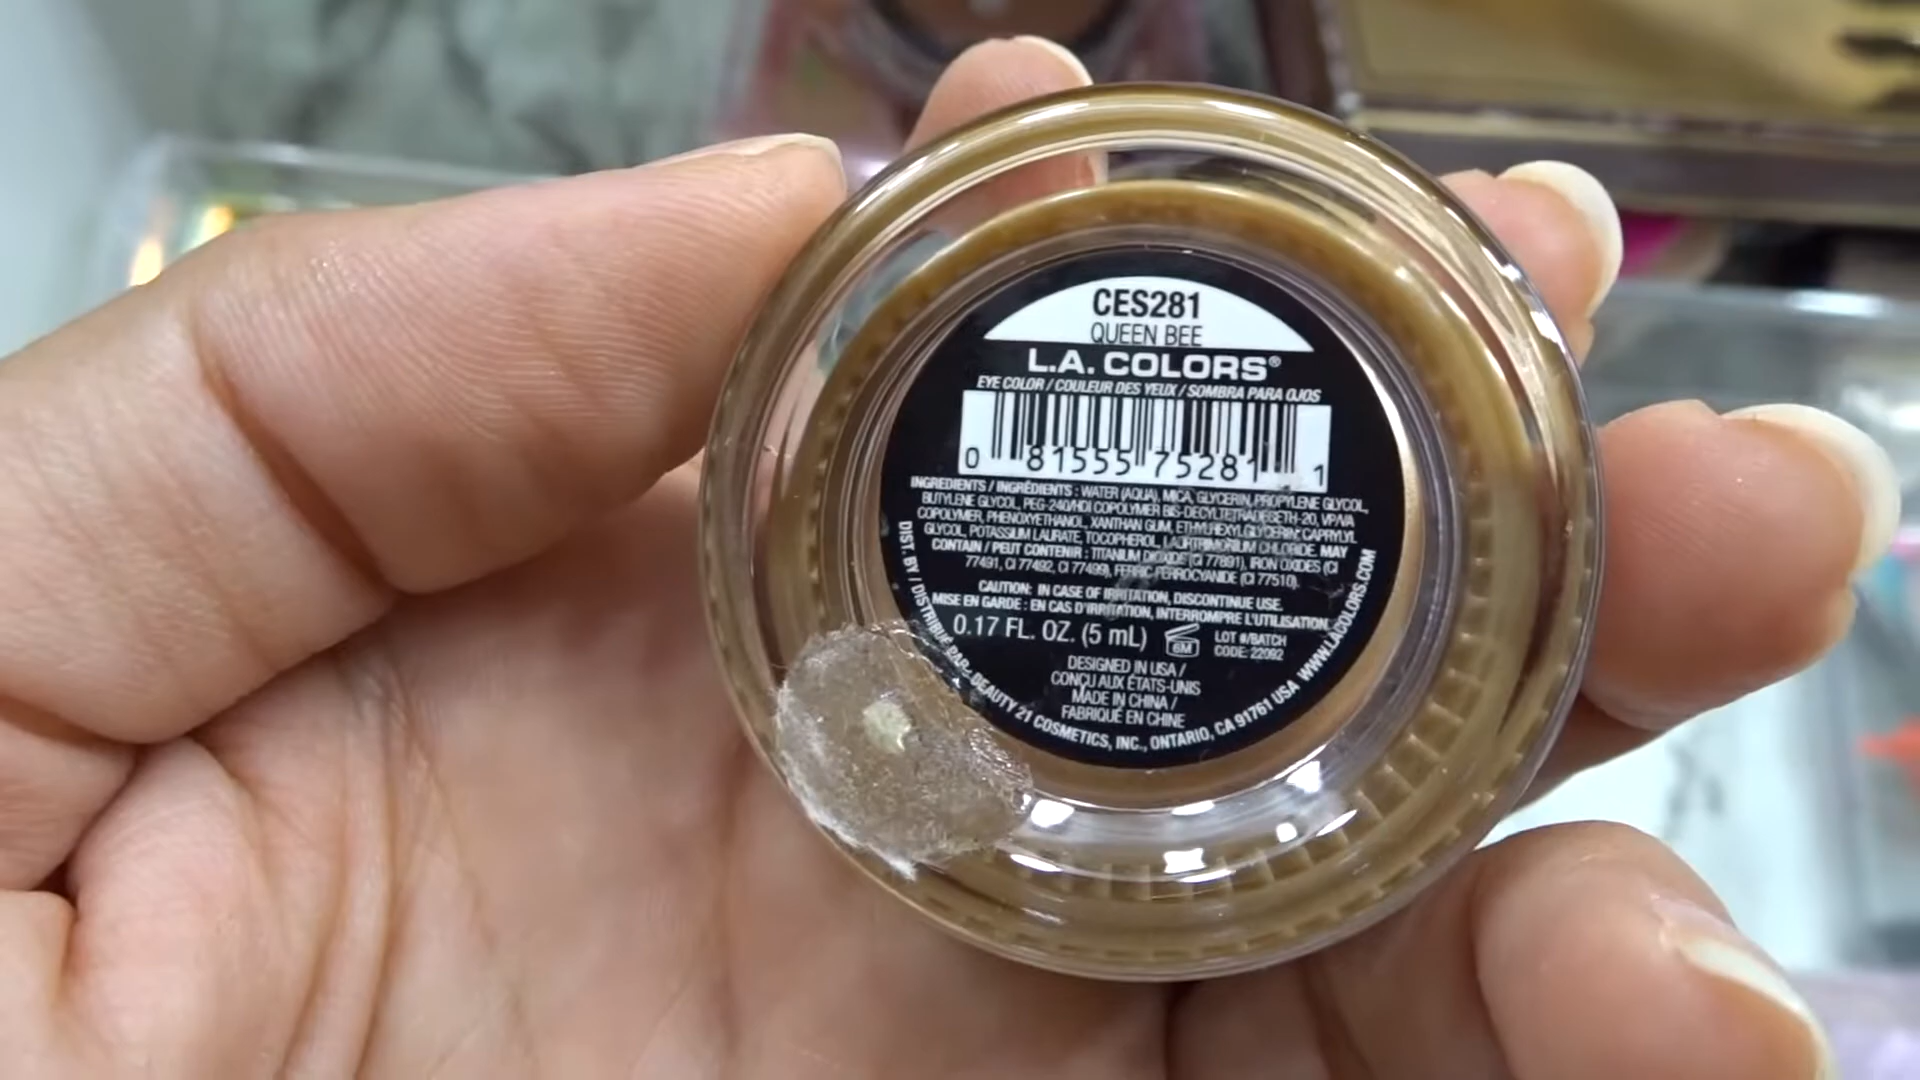 CES281
QUEEN BEE
L.A. COLORS®
EYE COLOR / COULEUR DES YEUX / SOMBRA PARA OJOS
0 81555 75281 1
INGREDIENTS / INGRÉDIENTS : WATER (AQUA), MICA, GLYCERIN, PROPYLENE GLYCOL,
BUTYLENE GLYCOL, PEG-240/HDI COPOLYMER BIS-DECYLTETRADECETH-20, VP/VA
COPOLYMER, PHENOXYETHANOL, XANTHAN GUM, ETHYLHEXYLGLYCERIN, CAPRYLYL
GLYCOL, POTASSIUM LAURATE, TOCOPHEROL, LAURTRIMONIUM CHLORIDE. MAY
CONTAIN / PEUT CONTENIR : TITANIUM DIOXIDE (CI 77891), IRON OXIDES (CI
77491, CI 77492, CI 77499), FERRIC FERROCYANIDE (CI 77510).
CAUTION: IN CASE OF IRRITATION, DISCONTINUE USE.
MISE EN GARDE : EN CAS D'IRRITATION, INTERROMPRE L'UTILISATION.
0.17 FL. OZ. (5 mL)
6M
LOT #/BATCH
CODE: 22092
DESIGNED IN USA /
CONÇU AUX ÉTATS-UNIS
MADE IN CHINA /
FABRIQUÉ EN CHINE
DIST. BY / DISTRIBUÉ PAR: BEAUTY 21 COSMETICS, INC., ONTARIO, CA 91761 USA WWW.LACOLORS.COM